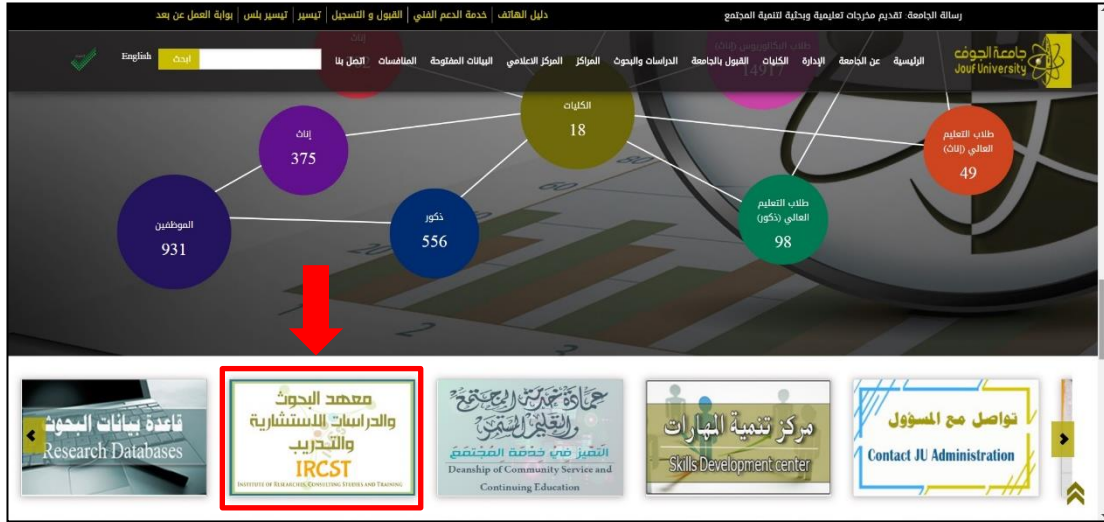 رسالة الجامعة: تقديم مخرجات تعليمية وبحثية لتنمية المجتمع
دليل الهاتف | خدمة الدعم الفني | القبول و التسجيل | تيسير | تيسير بلس | بوابة العمل عن بعد
جامعة الجوف
Jouf University
الرئيسية عن الجامعة الإدارة الكليات القبول بالجامعة الدراسات والبحوث المراكز المركز الاعلامي البيانات المفتوحة المنافسات اتصل بنا
ابحث
English
طلاب البكالوريوس (إناث)
14917
الكليات
18
إناث
375
طلاب التعليم
العالي (إناث)
49
طلاب التعليم
العالي (ذكور)
98
ذكور
556
الموظفين
931
تواصل مع المسؤول
Contact JU Administration
مركز تنمية المهارات
Skills Development center
عمادة خدمة المجتمع
والتعليم المستمر
التميز في خدمة المجتمع
Deanship of Community Service and
Continuing Education
معهد البحوث
والدراسات الاستشارية
والتدريب
IRCST
INSTITUTE OF RESEARCHES, CONSULTING STUDIES AND TRAINING
قاعدة بيانات البحوث
Research Databases